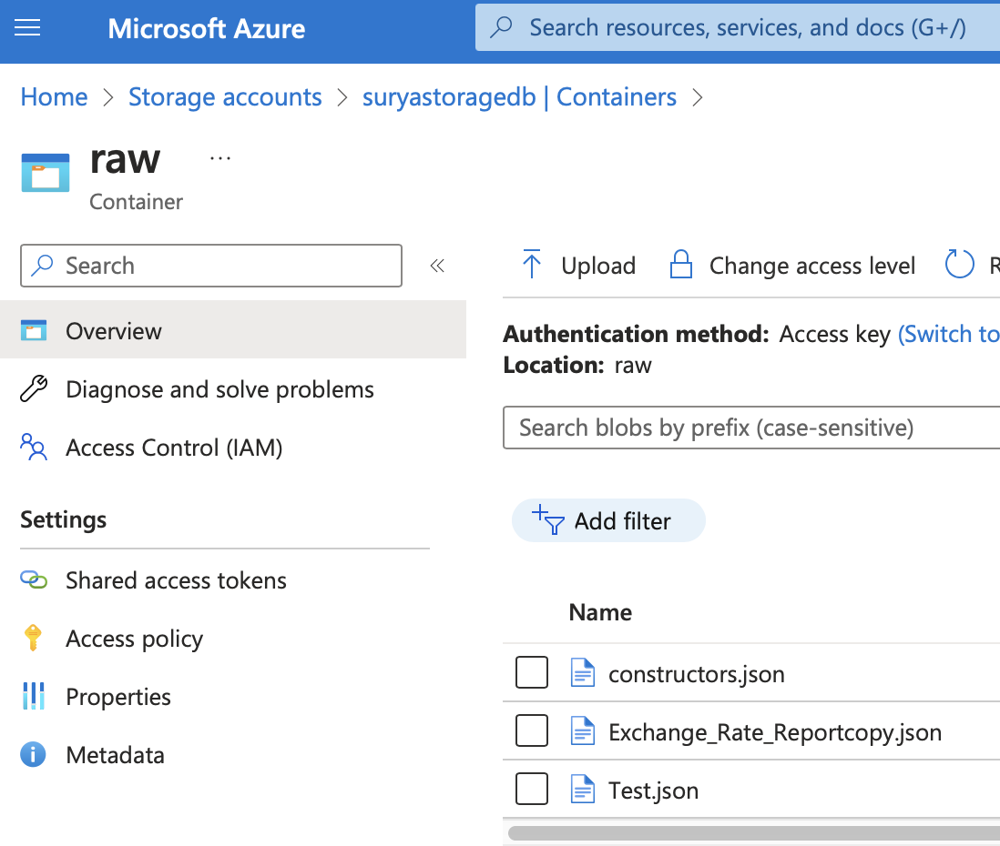 Microsoft Azure
Search resources, services, and docs (G+/)
Home > Storage accounts > suryastoragedb | Containers >
raw ...
Container
Search «
Overview
Diagnose and solve problems
Access Control (IAM)
Settings
Shared access tokens
Access policy
Properties
Metadata
Upload Change access level R
Authentication method: Access key (Switch to
Location: raw
Search blobs by prefix (case-sensitive)
Add filter
Name
constructors.json
Exchange_Rate_Reportcopy.json
Test.json